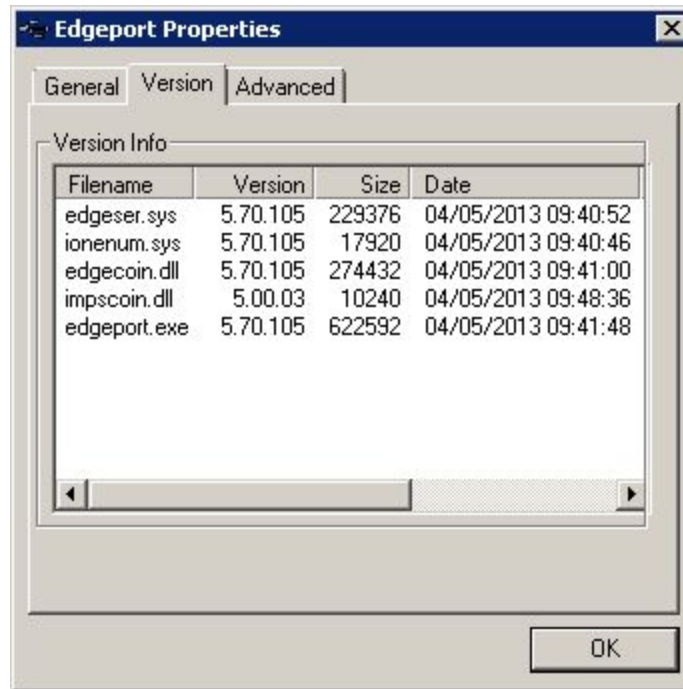 Edgeport Properties
General Version Advanced
Version Info
Filename Version Size Date
edgeser.sys 5.70.105 229376 04/05/2013 09:40:52
ionenum.sys 5.70.105 17920 04/05/2013 09:40:46
edgecoin.dll 5.70.105 274432 04/05/2013 09:41:00
impscoin.dll 5.00.03 10240 04/05/2013 09:48:36
edgeport.exe 5.70.105 622592 04/05/2013 09:41:48
OK